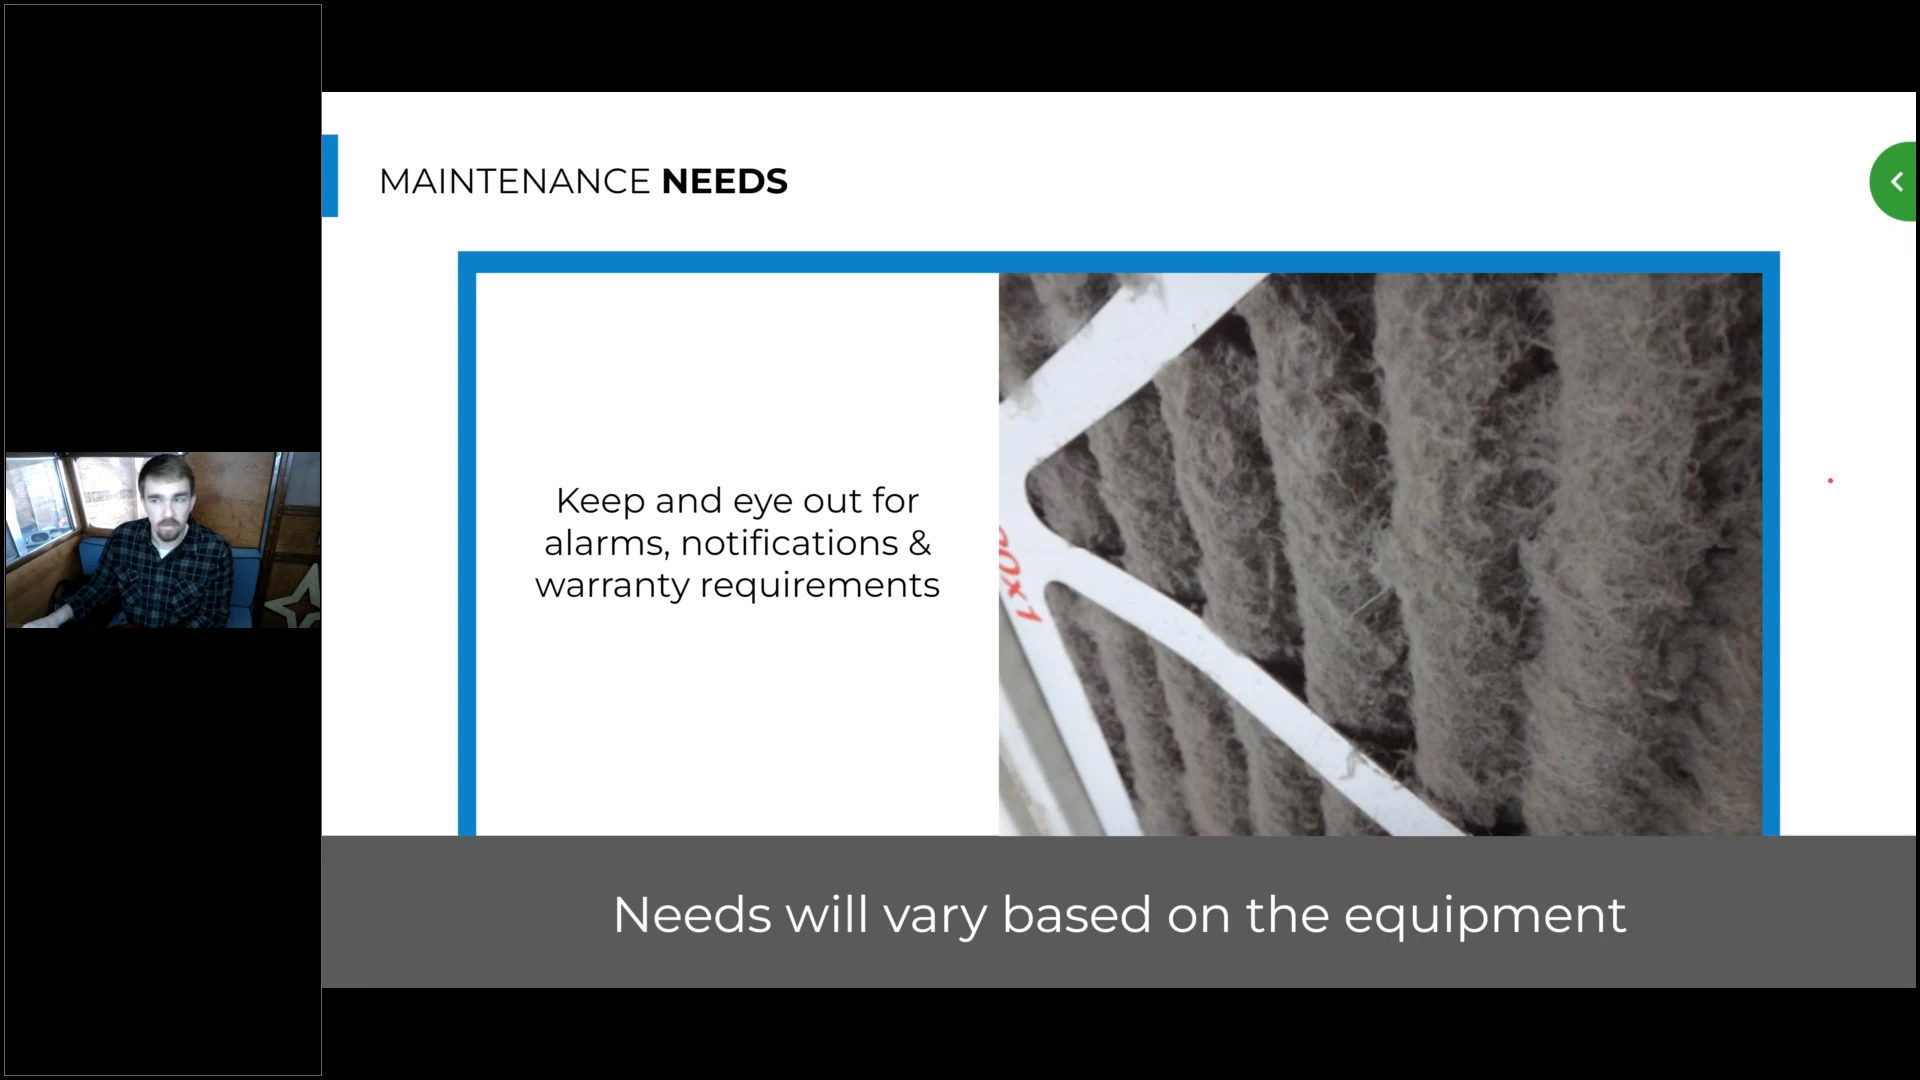 MAINTENANCE NEEDS
Keep and eye out for
alarms, notifications &
warranty requirements
Needs will vary based on the equipment